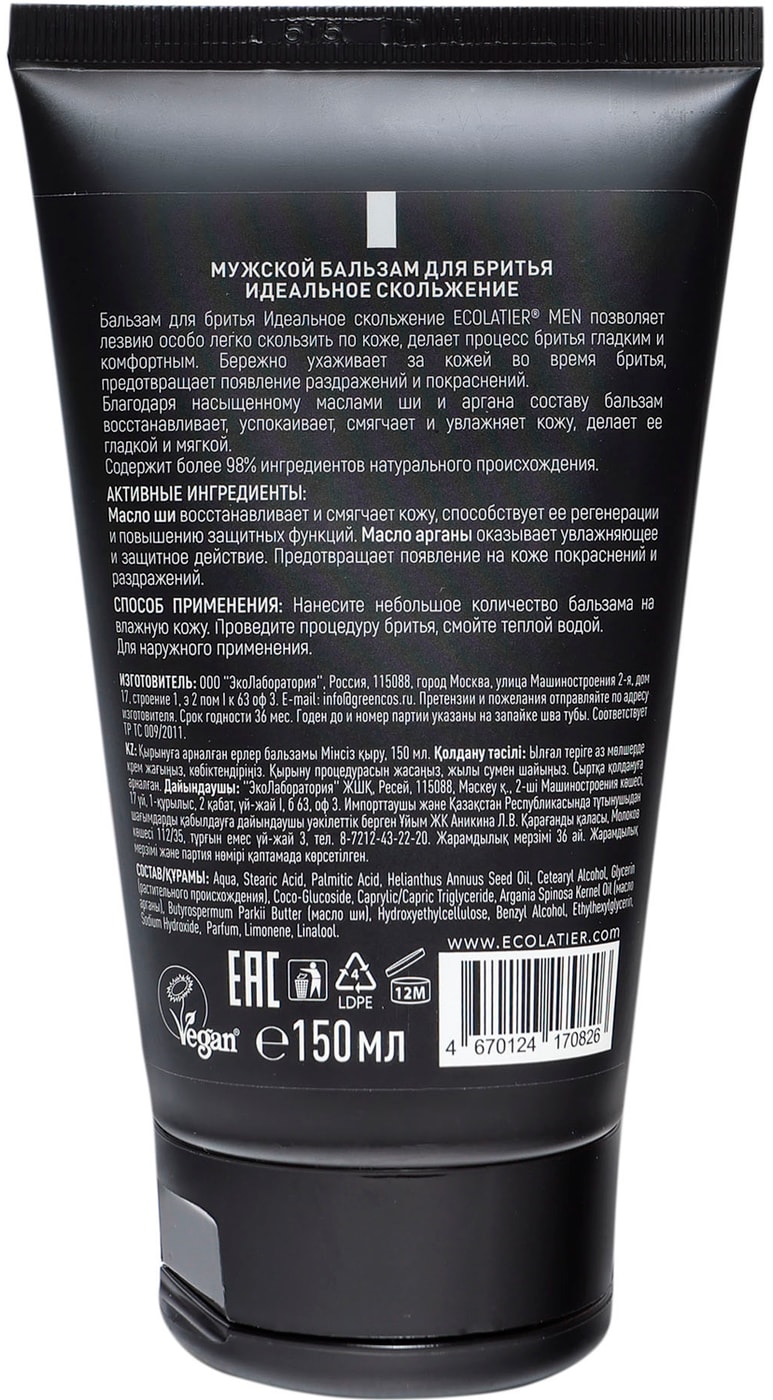 МУЖСКОЙ БАЛЬЗАМ ДЛЯ БРИТЬЯ
ИДЕАЛЬНОЕ СКОЛЬЖЕНИЕ
Бальзам для бритья Идеальное скольжение ECOLATIER® MEN позволяет
лезвию особо легко скользить по коже, делает процесс бритья гладким и
комфортным. Бережно ухаживает за кожей во время бритья,
предотвращает появление раздражений и покраснений.
Благодаря насыщенному маслами ши и аргана составу бальзам
восстанавливает, успокаивает, смягчает и увлажняет кожу, делает ее
гладкой и мягкой.
Содержит более 98% ингредиентов натурального происхождения.
АКТИВНЫЕ ИНГРЕДИЕНТЫ:
Масло ши восстанавливает и смягчает кожу, способствует ее регенерации
и повышению защитных функций. Масло арганы оказывает увлажняющее
и защитное действие. Предотвращает появление на коже покраснений и
раздражений.
СПОСОБ ПРИМЕНЕНИЯ: Нанесите небольшое количество бальзама на
влажную кожу. Проведите процедуру бритья, смойте теплой водой.
Для наружного применения.
ИЗГОТОВИТЕЛЬ: ООО "ЭкоЛаборатория", Россия, 115088, город Москва, улица Машиностроения 2-я, дом
17, строение 1, э 2 пом I к 63 оф 3. E-mail: info@greencos.ru. Претензии и пожелания отправляйте по адресу
изготовителя. Срок годности 36 мес. Годен до и номер партии указаны на запайке шва тубы. Соответствует
ТР ТС 009/2011.
KZ: Қырынуға арналған ерлер бальзамы Мінсіз қыру, 150 мл. Қолдану тәсілі: Ылғал теріге аз мөлшерде
крем жағыңыз, көбіктендіріңіз. Қырыну процедурасын жасаңыз, жылы сумен шайыңыз. Сыртқа қолдануға
арналған. Дайындаушы: "ЭкоЛаборатория" ЖШҚ, Ресей, 115088, Мәскеу қ., 2-ші Машиностроения көшесі,
17 үй, 1-құрылыс, 2 қабат, үй-жай I, б 63, оф 3. Импорттаушы және Қазақстан Республикасында тұтынушыдан
шағымдарды қабылдауға дайындаушы уәкілеттік берген Ұйым ЖК Аникина Л.В. Қарағанды қаласы, Молоков
көшесі 112/35, тұрғын емес үй-жай 3, тел. 8-7212-43-22-20. Жарамдылық мерзімі 36 ай. Жарамдылық
мерзімі және партия нөмірі қаптамада көрсетілген.
СОСТАВ/ҚҰРАМЫ: Aqua, Stearic Acid, Palmitic Acid, Helianthus Annuus Seed Oil, Cetearyl Alcohol, Glycerin
(растительного происхождения), Coco-Glucoside, Caprylic/Capric Triglyceride, Argania Spinosa Kernel Oil (масло
арганы), Butyrospermum Parkii Butter (масло ши), Hydroxyethylcellulose, Benzyl Alcohol, Ethylhexylglycerin,
Sodium Hydroxide, Parfum, Limonene, Linalool.
WWW.ECOLATIER.COM
Vegan
EAC
4
LDPE
12M
℮150 МЛ
4 670124 170826